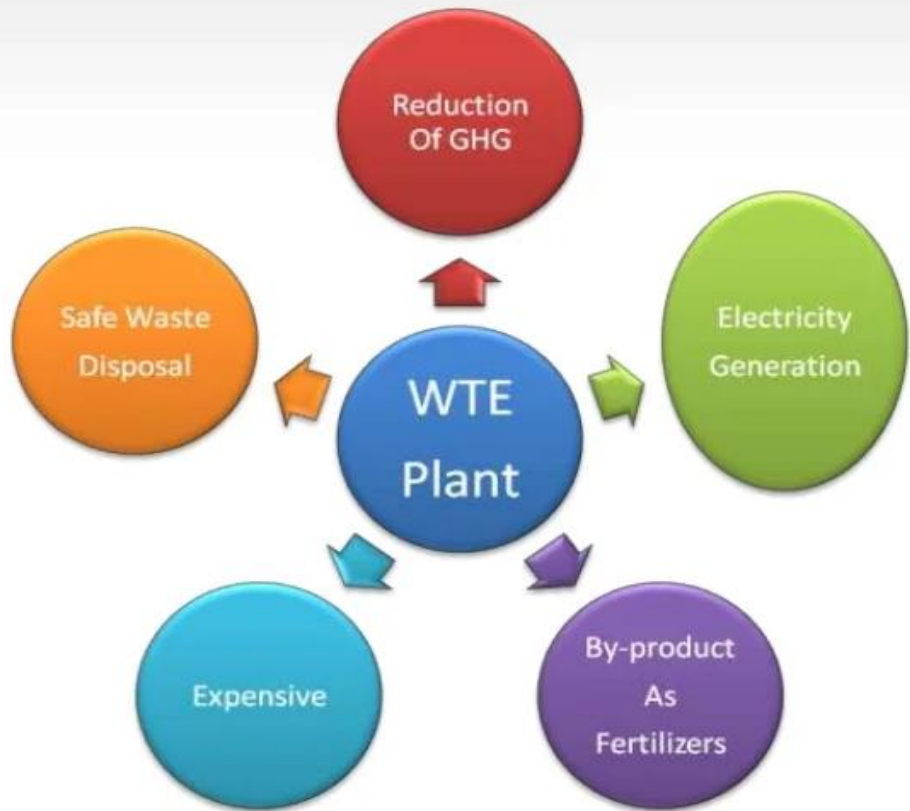 Reduction
Of GHG
Safe Waste
Disposal
Electricity
Generation
WTE
Plant
Expensive
By-product
As
Fertilizers